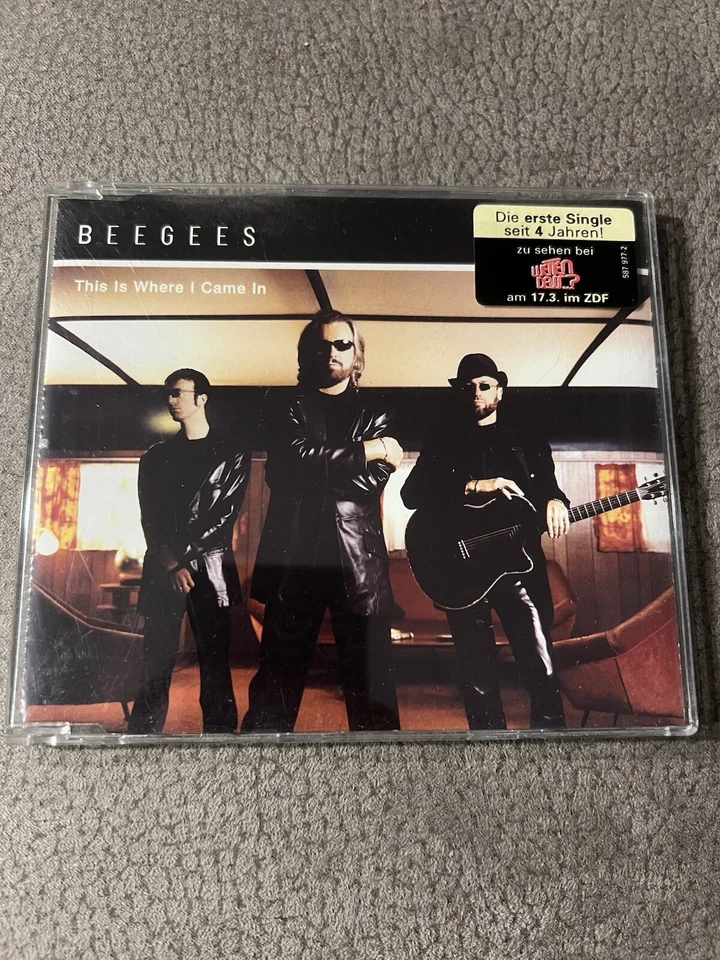 BEEGEES
This Is Where I Came In
Die erste Single
seit 4 Jahren!
zu sehen bei
WETTEN
DASS..?
am 17.3. im ZDF
587 977-2